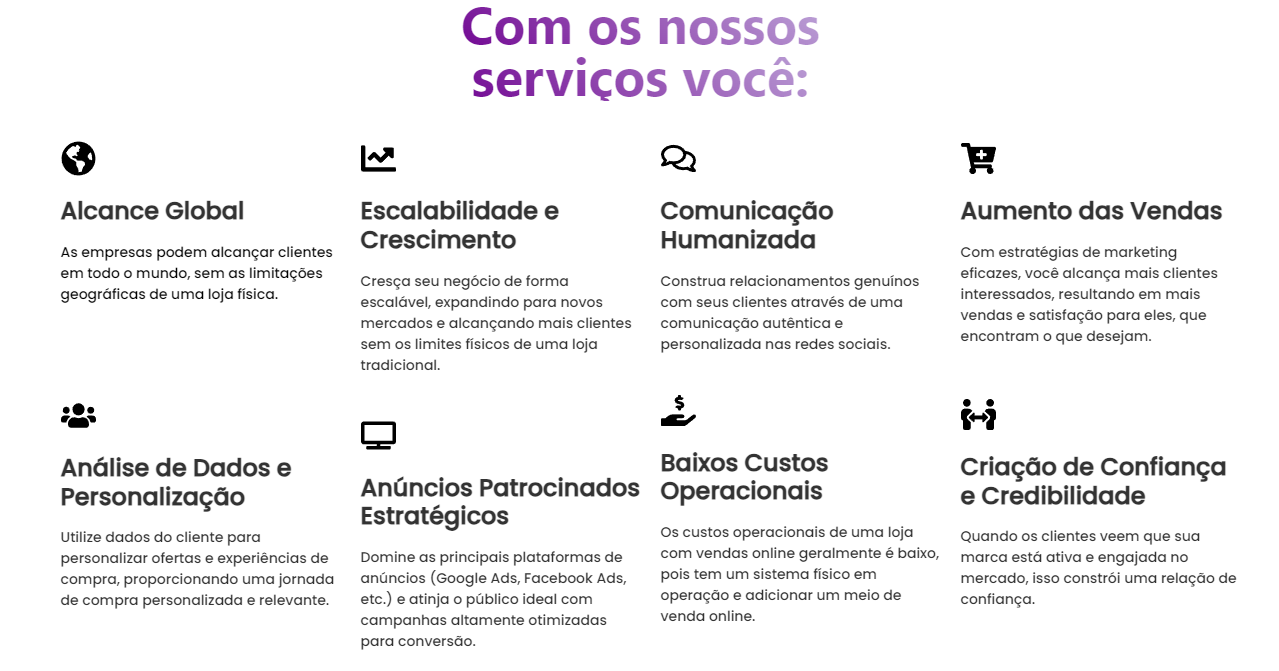 Com os nossos
serviços você:
Alcance Global
As empresas podem alcançar clientes
em todo o mundo, sem as limitações
geográficas de uma loja física.
Escalabilidade e
Crescimento
Cresça seu negócio de forma
escalável, expandindo para novos
mercados e alcançando mais clientes
sem os limites físicos de uma loja
tradicional.
Comunicação
Humanizada
Construa relacionamentos genuínos
com seus clientes através de uma
comunicação autêntica e
personalizada nas redes sociais.
Aumento das Vendas
Com estratégias de marketing
eficazes, você alcança mais clientes
interessados, resultando em mais
vendas e satisfação para eles, que
encontram o que desejam.
Análise de Dados e
Personalização
Utilize dados do cliente para
personalizar ofertas e experiências de
compra, proporcionando uma jornada
de compra personalizada e relevante.
Anúncios Patrocinados
Estratégicos
Domine as principais plataformas de
anúncios (Google Ads, Facebook Ads,
etc.) e atinja o público ideal com
campanhas altamente otimizadas
para conversão.
Baixos Custos
Operacionais
Os custos operacionais de uma loja
com vendas online geralmente é baixo,
pois tem um sistema físico em
operação e adicionar um meio de
venda online.
Criação de Confiança
e Credibilidade
Quando os clientes veem que sua
marca está ativa e engajada no
mercado, isso constrói uma relação de
confiança.